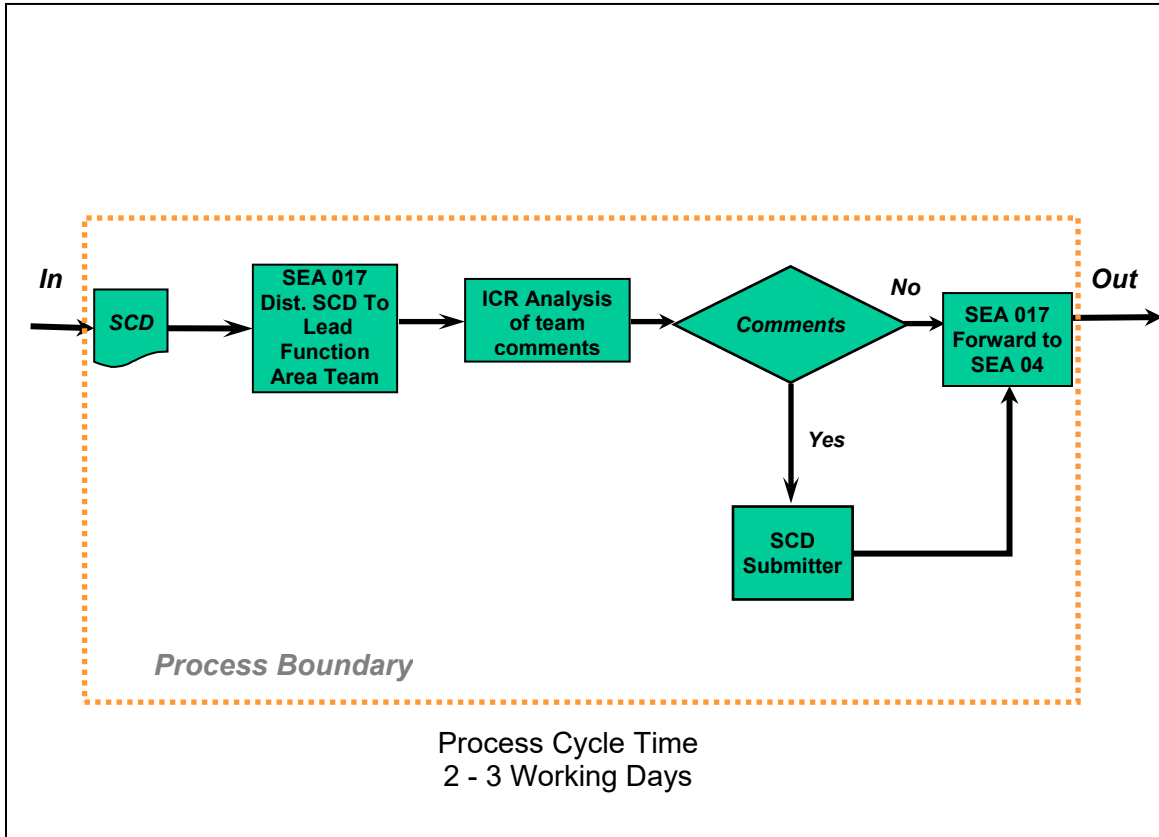 In
SCD
SEA 017
Dist. SCD To
Lead
Function
Area Team
ICR Analysis
of team
comments
Comments
No
Yes
SCD
Submitter
SEA 017
Forward to
SEA 04
Out
Process Boundary
Process Cycle Time
2 - 3 Working Days